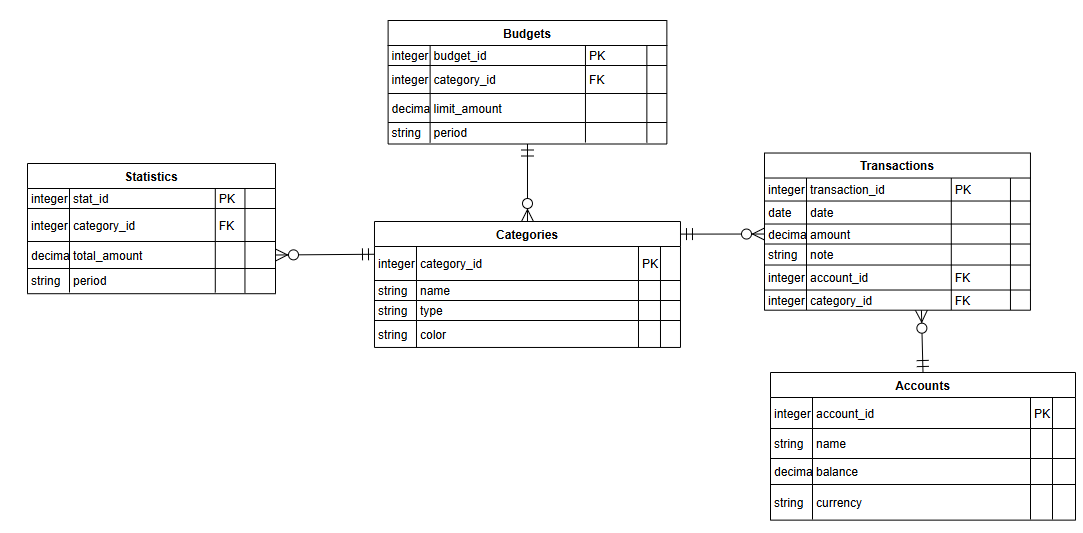 Budgets
integer budget_id PK
integer category_id FK
decima limit_amount
string period
Statistics
integer stat_id PK
integer category_id FK
decima total_amount
string period
Categories
integer category_id PK
string name
string type
string color
Transactions
integer transaction_id PK
date date
decima amount
string note
integer account_id FK
integer category_id FK
Accounts
integer account_id PK
string name
decima balance
string currency